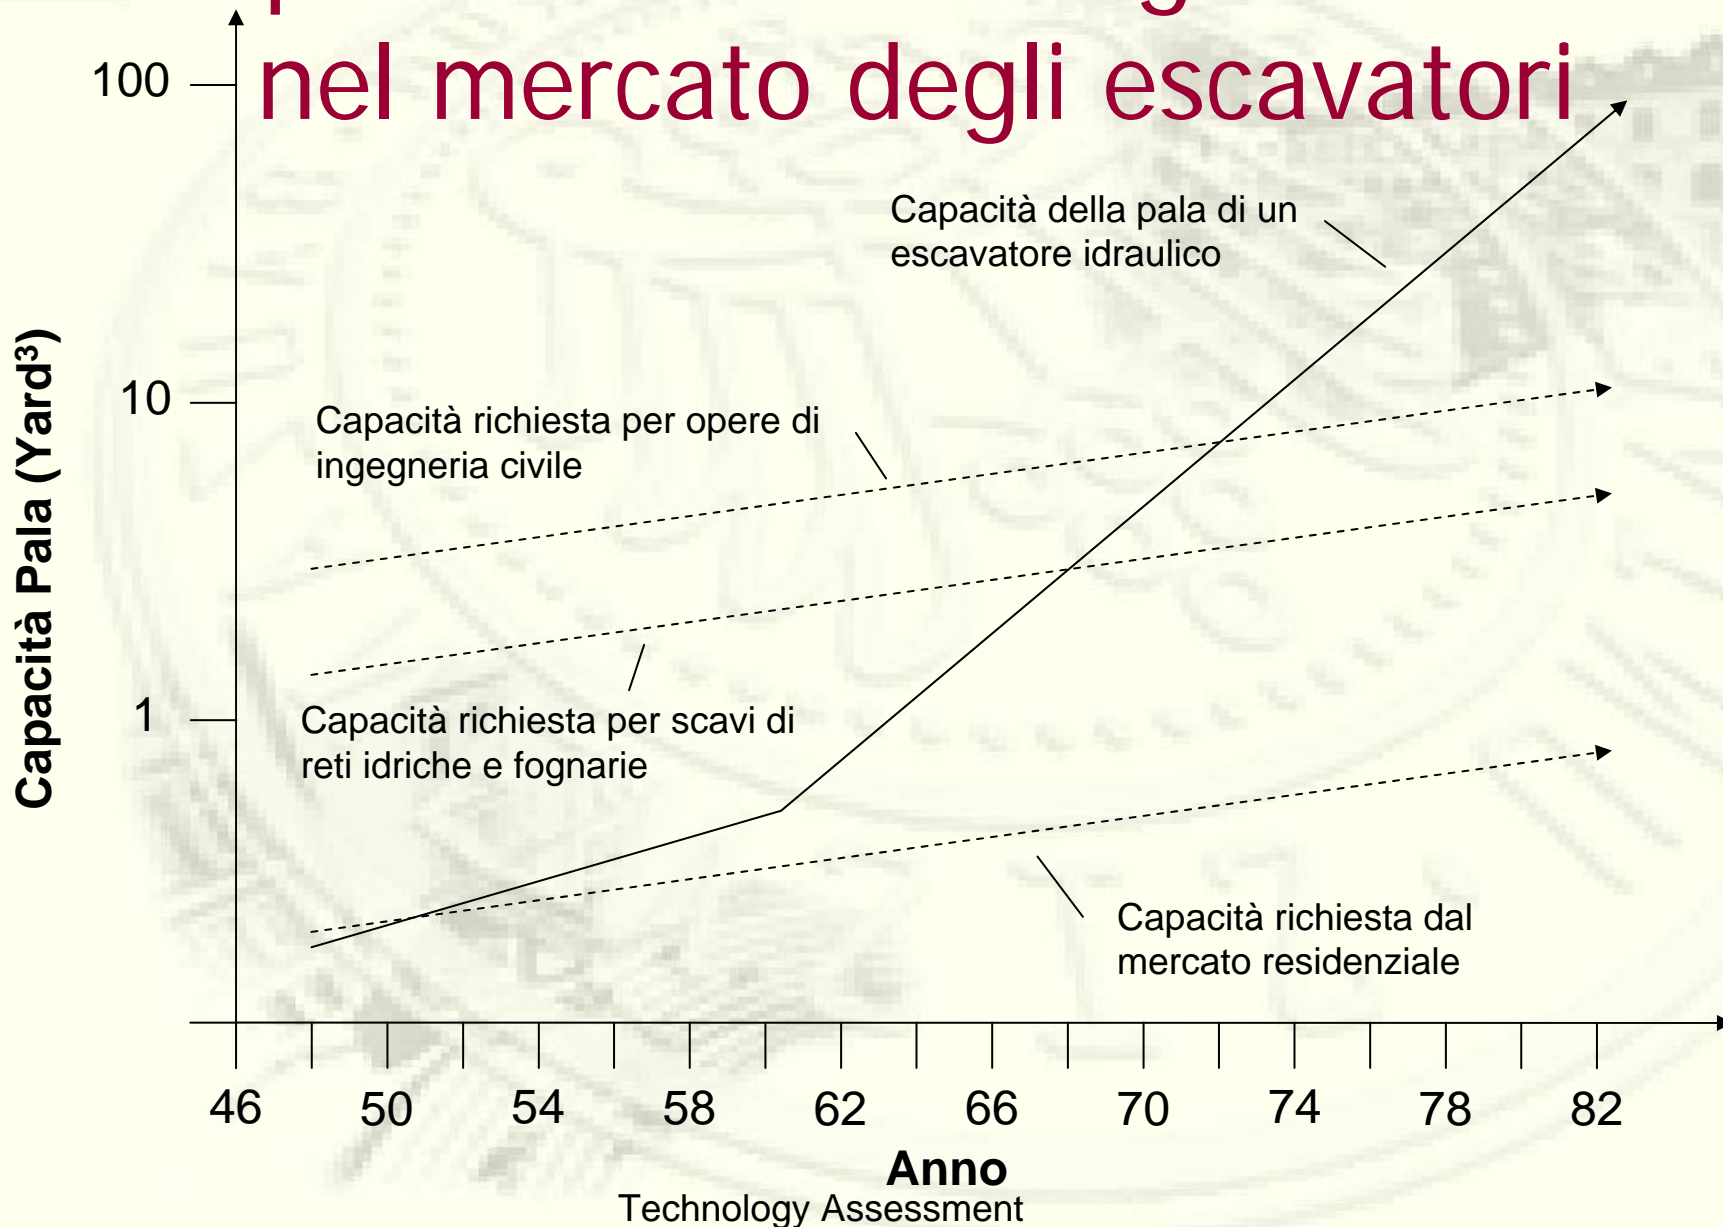 nel mercato degli escavatori
100
Capacità della pala di un
escavatore idraulico
10
Capacità richiesta per opere di
ingegneria civile
Capacità Pala (Yard³)
1
Capacità richiesta per scavi di
reti idriche e fognarie
Capacità richiesta dal
mercato residenziale
46 50 54 58 62 66 70 74 78 82
Anno
Technology Assessment